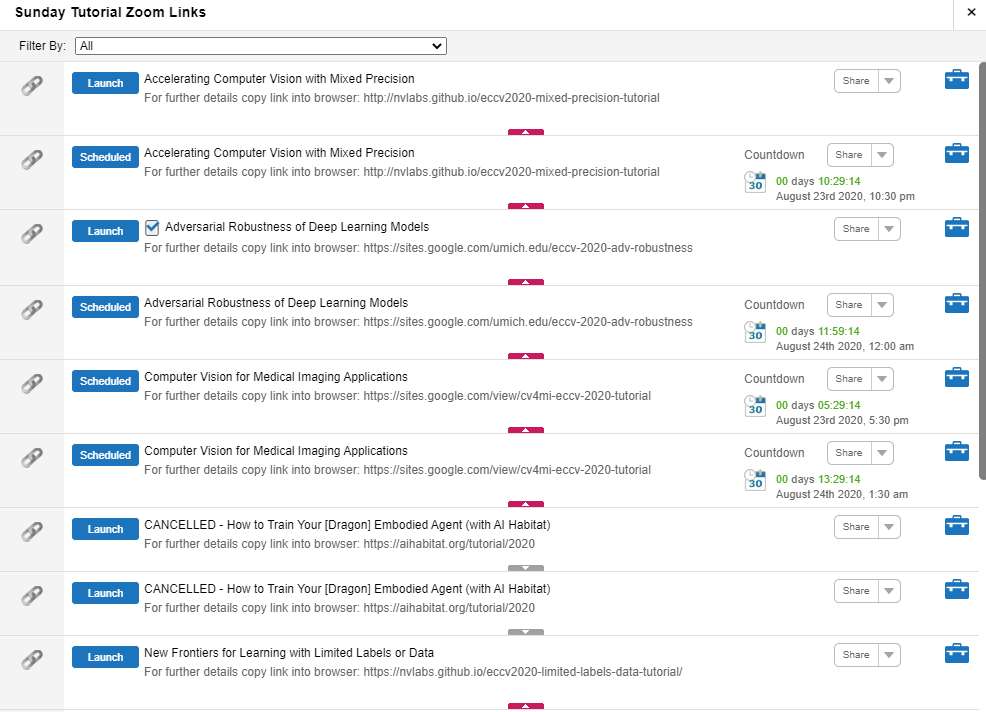 Sunday Tutorial Zoom Links ×
Filter By: All
Launch Accelerating Computer Vision with Mixed Precision Share
For further details copy link into browser: http://nvlabs.github.io/eccv2020-mixed-precision-tutorial
Scheduled Accelerating Computer Vision with Mixed Precision Countdown Share
For further details copy link into browser: http://nvlabs.github.io/eccv2020-mixed-precision-tutorial
30 00 days 10:29:14
August 23rd 2020, 10:30 pm
Launch Adversarial Robustness of Deep Learning Models Share
For further details copy link into browser: https://sites.google.com/umich.edu/eccv-2020-adv-robustness
Scheduled Adversarial Robustness of Deep Learning Models Countdown Share
For further details copy link into browser: https://sites.google.com/umich.edu/eccv-2020-adv-robustness
30 00 days 11:59:14
August 24th 2020, 12:00 am
Scheduled Computer Vision for Medical Imaging Applications Countdown Share
For further details copy link into browser: https://sites.google.com/view/cv4mi-eccv-2020-tutorial
30 00 days 05:29:14
August 23rd 2020, 5:30 pm
Scheduled Computer Vision for Medical Imaging Applications Countdown Share
For further details copy link into browser: https://sites.google.com/view/cv4mi-eccv-2020-tutorial
30 00 days 13:29:14
August 24th 2020, 1:30 am
Launch CANCELLED - How to Train Your [Dragon] Embodied Agent (with AI Habitat) Share
For further details copy link into browser: https://aihabitat.org/tutorial/2020
Launch CANCELLED - How to Train Your [Dragon] Embodied Agent (with AI Habitat) Share
For further details copy link into browser: https://aihabitat.org/tutorial/2020
Launch New Frontiers for Learning with Limited Labels or Data Share
For further details copy link into browser: https://nvlabs.github.io/eccv2020-limited-labels-data-tutorial/